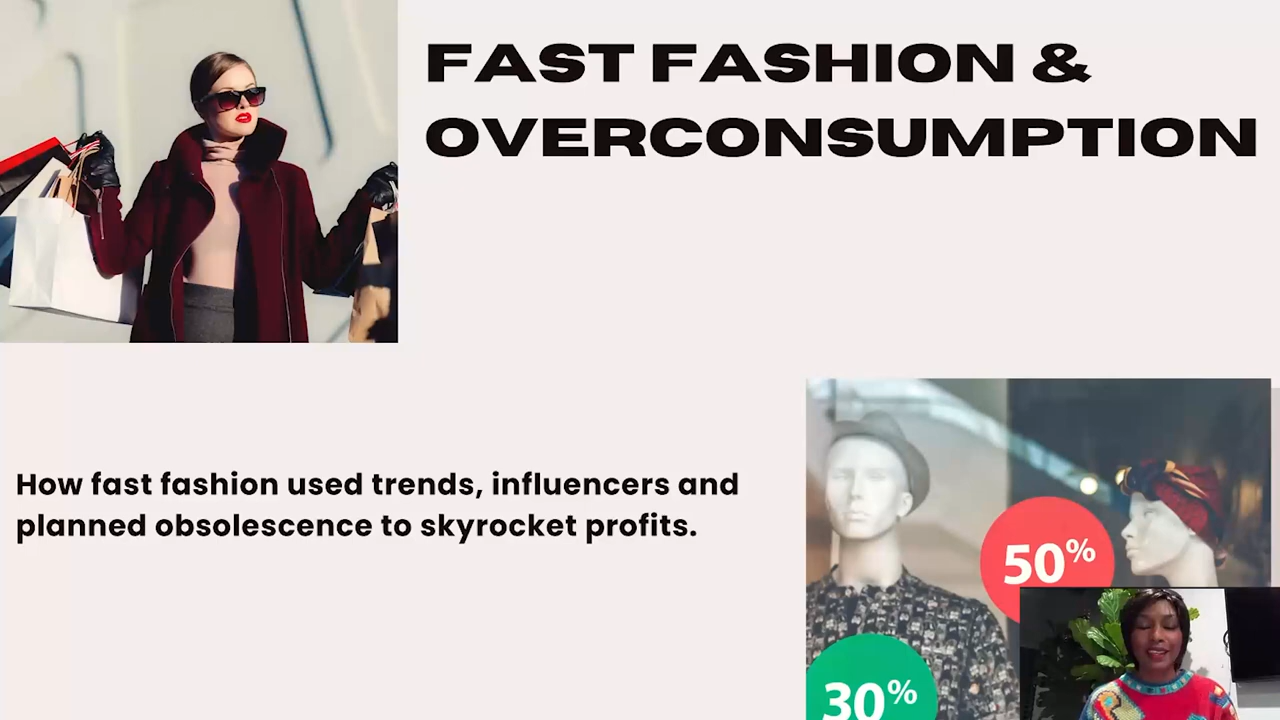 FAST FASHION &
OVERCONSUMPTION
How fast fashion used trends, influencers and
planned obsolescence to skyrocket profits.
50%
30%